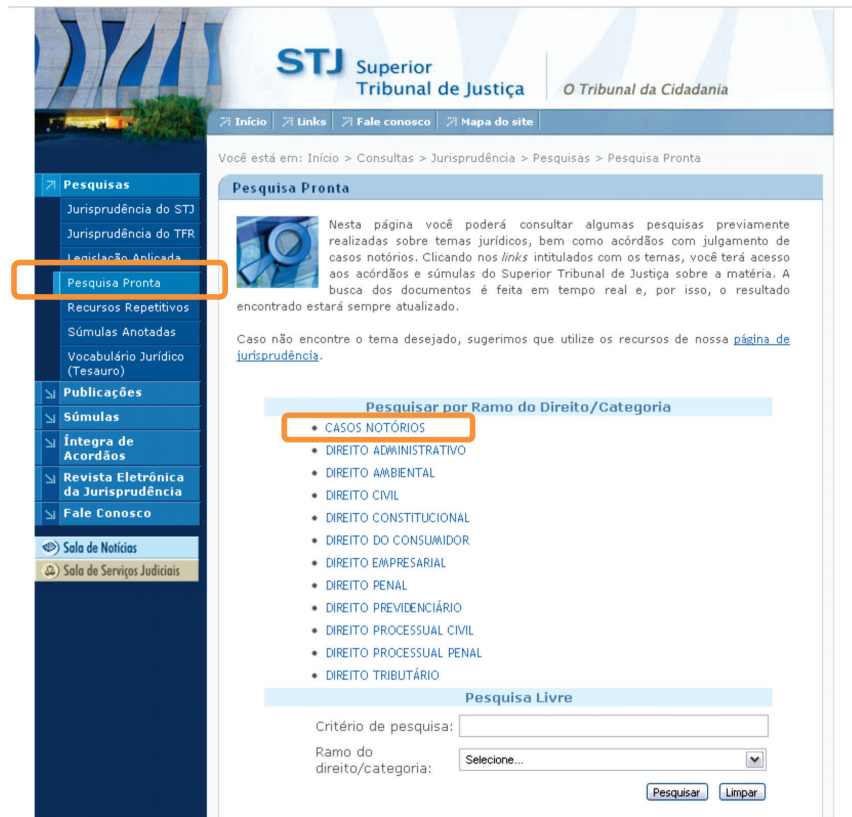 STJ Superior
Tribunal de Justiça
O Tribunal da Cidadania
Início
Links
Fale conosco
Mapa do site
Você está em: Início > Consultas > Jurisprudência > Pesquisas > Pesquisa Pronta
Pesquisas
Jurisprudência do STJ
Jurisprudência do TFR
Legislação Aplicada
Pesquisa Pronta
Recursos Repetitivos
Súmulas Anotadas
Vocabulário Jurídico
(Tesauro)
Publicações
Súmulas
Íntegra de
Acordãos
Revista Eletrônica
da Jurisprudência
Fale Conosco
Sala de Notícias
Sala de Serviços Judiciais
Pesquisa Pronta
Nesta página você poderá consultar algumas pesquisas previamente
realizadas sobre temas jurídicos, bem como acórdãos com julgamento de
casos notórios. Clicando nos links intitulados com os temas, você terá acesso
aos acórdãos e súmulas do Superior Tribunal de Justiça sobre a matéria. A
busca dos documentos é feita em tempo real e, por isso, o resultado
encontrado estará sempre atualizado.
Caso não encontre o tema desejado, sugerimos que utilize os recursos de nossa página de
jurisprudência.
Pesquisar por Ramo do Direito/Categoria
CASOS NOTÓRIOS
DIREITO ADMINISTRATIVO
DIREITO AMBIENTAL
DIREITO CIVIL
DIREITO CONSTITUCIONAL
DIREITO DO CONSUMIDOR
DIREITO EMPRESARIAL
DIREITO PENAL
DIREITO PREVIDENCIÁRIO
DIREITO PROCESSUAL CIVIL
DIREITO PROCESSUAL PENAL
DIREITO TRIBUTÁRIO
Pesquisa Livre
Critério de pesquisa:
Ramo do
direito/categoria:
Selecione...
Pesquisar
Limpar